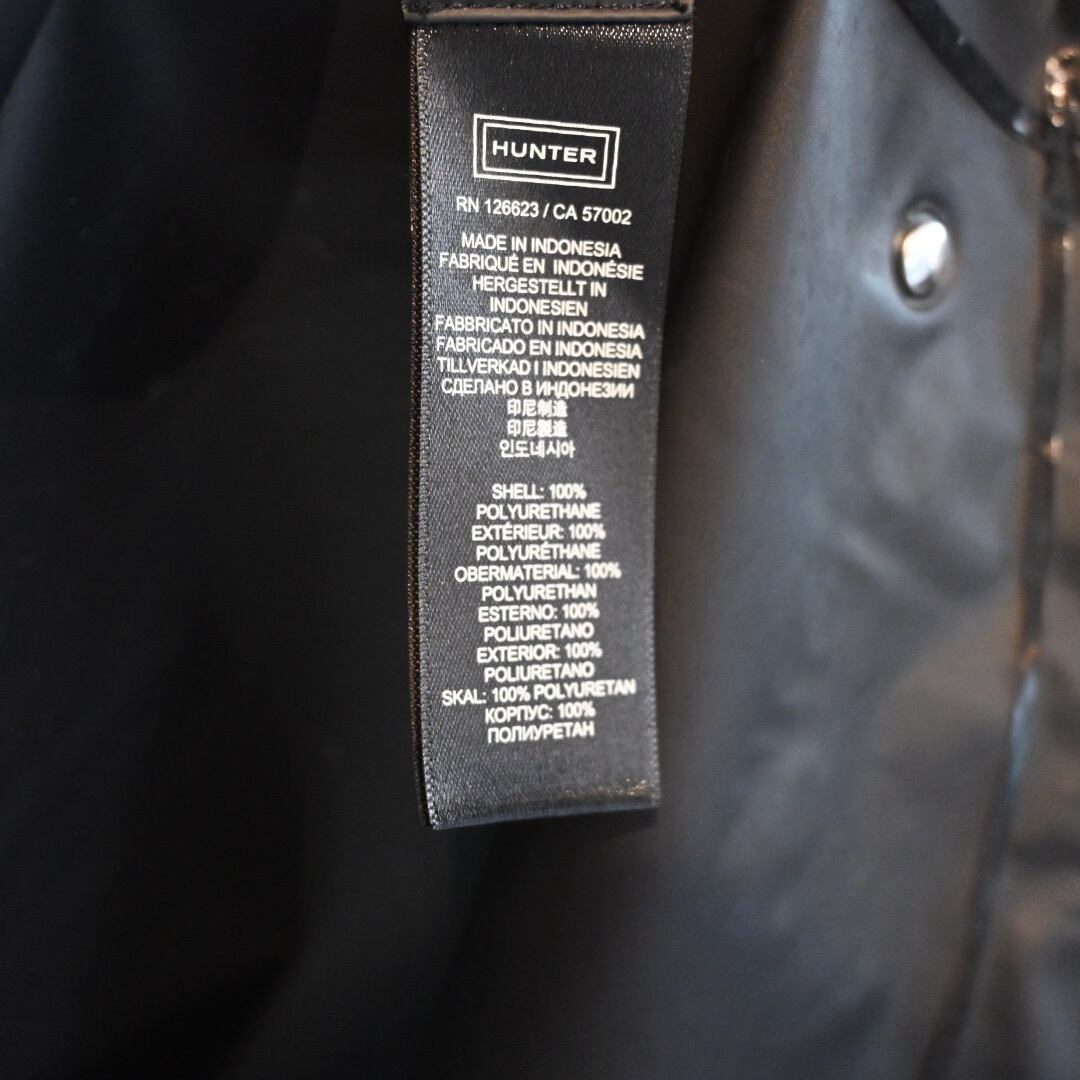 HUNTER
RN 126623 / CA 57002
MADE IN INDONESIA
FABRIQUÉ EN INDONÉSIE
HERGESTELLT IN
INDONESIEN
FABBRICATO IN INDONESIA
FABRICADO EN INDONESIA
TILLVERKAD I INDONESIEN
СДЕЛАНО В ИНДОНЕЗИИ
印尼制造
印尼製造
인도네시아
SHELL: 100%
POLYURETHANE
EXTÉRIEUR: 100%
POLYURÉTHANE
OBERMATERIAL: 100%
POLYURETHAN
ESTERNO: 100%
POLIURETANO
EXTERIOR: 100%
POLIURETANO
SKAL: 100% POLYURETAN
КОРПУС: 100%
ПОЛИУРЕТАН